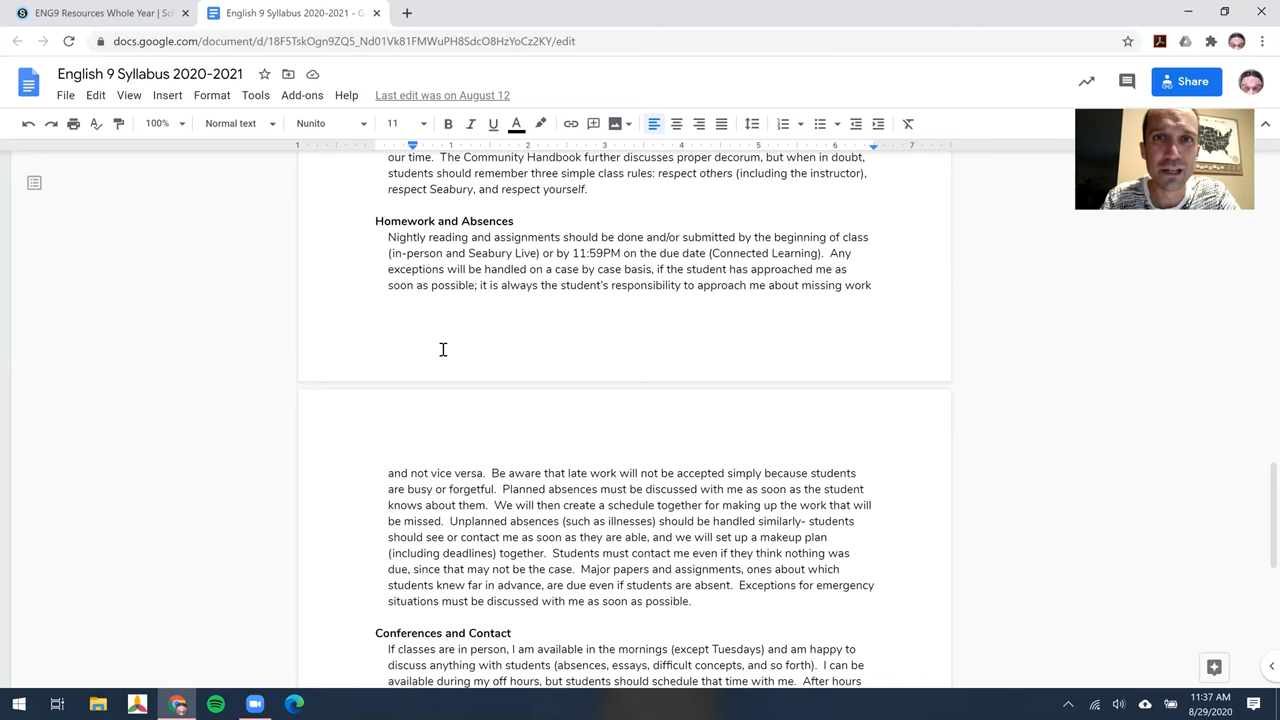 ENG9 Resources Whole Year | Sc
English 9 Syllabus 2020-2021 - G
docs.google.com/document/d/18F5TskOgn9ZQ5_Nd01Vk81FMWuPH8SdcO8HzYoCz2KY/edit
English 9 Syllabus 2020-2021
File Edit View Insert Format Tools Add-ons Help Last edit was on August 12
Share
100% Normal text Nunito 11 B I U A
1 1 2 3 4 5 6 7
our time. The Community Handbook further discusses proper decorum, but when in doubt,
students should remember three simple class rules: respect others (including the instructor),
respect Seabury, and respect yourself.
Homework and Absences
Nightly reading and assignments should be done and/or submitted by the beginning of class
(in-person and Seabury Live) or by 11:59PM on the due date (Connected Learning). Any
exceptions will be handled on a case by case basis, if the student has approached me as
soon as possible; it is always the student's responsibility to approach me about missing work
and not vice versa. Be aware that late work will not be accepted simply because students
are busy or forgetful. Planned absences must be discussed with me as soon as the student
knows about them. We will then create a schedule together for making up the work that will
be missed. Unplanned absences (such as illnesses) should be handled similarly- students
should see or contact me as soon as they are able, and we will set up a makeup plan
(including deadlines) together. Students must contact me even if they think nothing was
due, since that may not be the case. Major papers and assignments, ones about which
students knew far in advance, are due even if students are absent. Exceptions for emergency
situations must be discussed with me as soon as possible.
Conferences and Contact
If classes are in person, I am available in the mornings (except Tuesdays) and am happy to
discuss anything with students (absences, essays, difficult concepts, and so forth). I can be
available during my off hours, but students should schedule that time with me. After hours
11:37 AM
8/29/2020